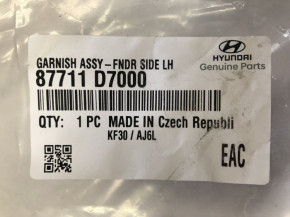 GARNISH ASSY-FNDR SIDE LH
HYUNDAI
Genuine Parts
87711 D7000
QTY: 1 PC MADE IN Czech Republi
KF30 / AJ6L
EAC